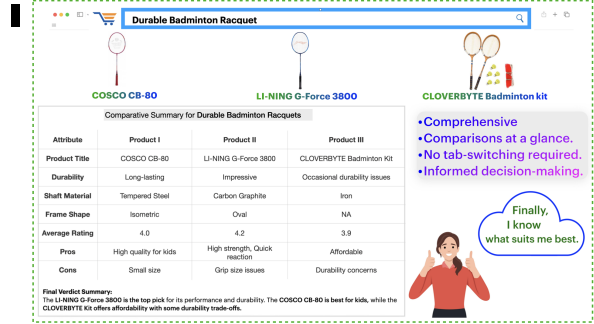 Durable Badminton Racquet
COSCO CB-80
LI-NING G-Force 3800
CLOVERBYTE Badminton kit
Comparative Summary for Durable Badminton Racquets
Attribute Product I Product II Product III
Product Title COSCO CB-80 LI-NING G-Force 3800 CLOVERBYTE Badminton Kit
Durability Long-lasting Impressive Occasional durability issues
Shaft Material Tempered Steel Carbon Graphite Iron
Frame Shape Isometric Oval NA
Average Rating 4.0 4.2 3.9
Pros High quality for kids High strength, Quick reaction Affordable
Cons Small size Grip size issues Durability concerns
Final Verdict Summary:
The LI-NING G-Force 3800 is the top pick for its performance and durability. The COSCO CB-80 is best for kids, while the
CLOVERBYTE Kit offers affordability with some durability trade-offs.
•Comprehensive
•Comparisons at a glance.
•No tab-switching required.
•Informed decision-making.
Finally,
I know
what suits me best.